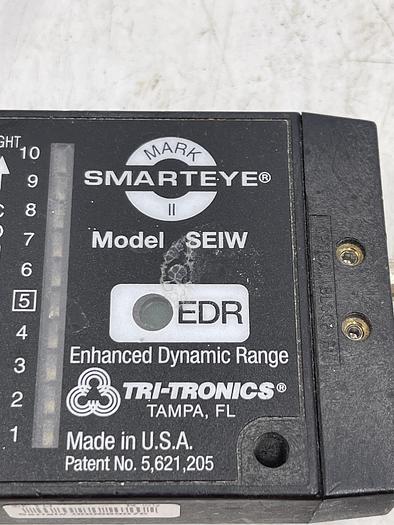 10
9
8
7
6
5
4
3
2
1
MARK
SMARTEYE®
II
Model SEIW
EDR
Enhanced Dynamic Range
TRI-TRONICS®
TAMPA, FL
Made in U.S.A.
Patent No. 5,621,205